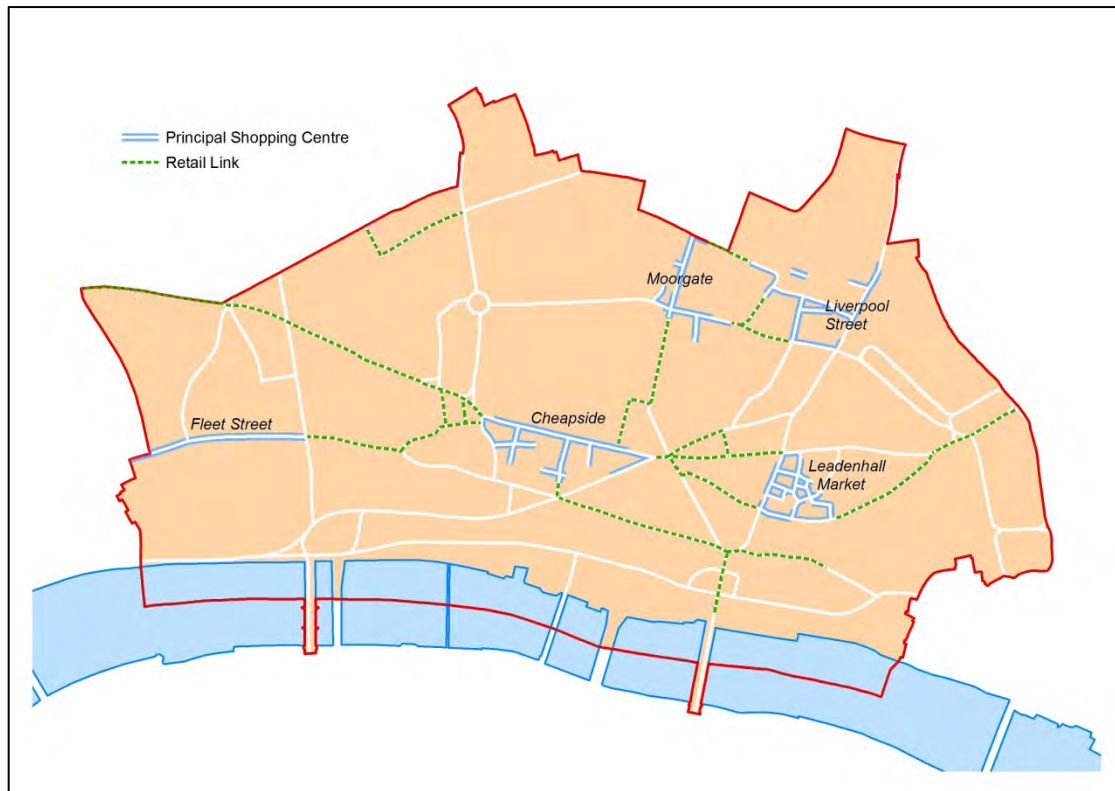 Principal Shopping Centre
Retail Link
Moorgate
Liverpool
Street
Fleet Street
Cheapside
Leadenhall
Market